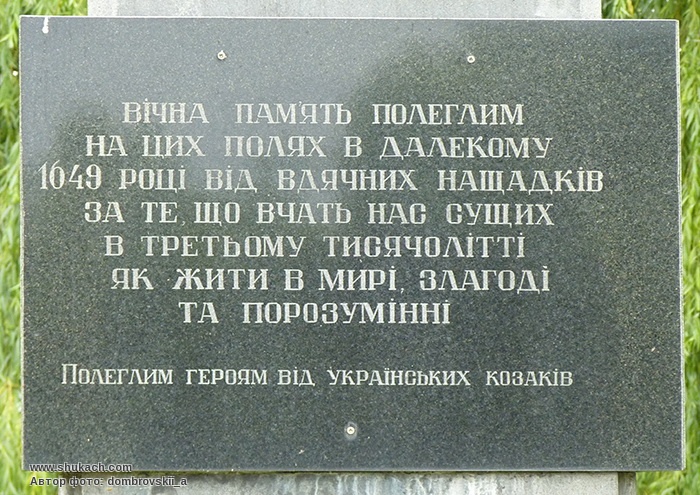 ВІЧНА ПАМ'ЯТЬ ПОЛЕГЛИМ
НА ЦИХ ПОЛЯХ В ДАЛЕКОМУ
1649 РОЦІ ВІД ВДЯЧНИХ НАЩАДКІВ
ЗА ТЕ, ЩО ВЧАТЬ НАС СУЩИХ
В ТРЕТЬОМУ ТИСЯЧОЛІТТІ
ЯК ЖИТИ В МИРІ, ЗЛАГОДІ
ТА ПОРОЗУМІННІ
ПОЛЕГЛИМ ГЕРОЯМ ВІД УКРАЇНСЬКИХ КОЗАКІВ
www.shukach.com
Автор фото: dombrovskii_a